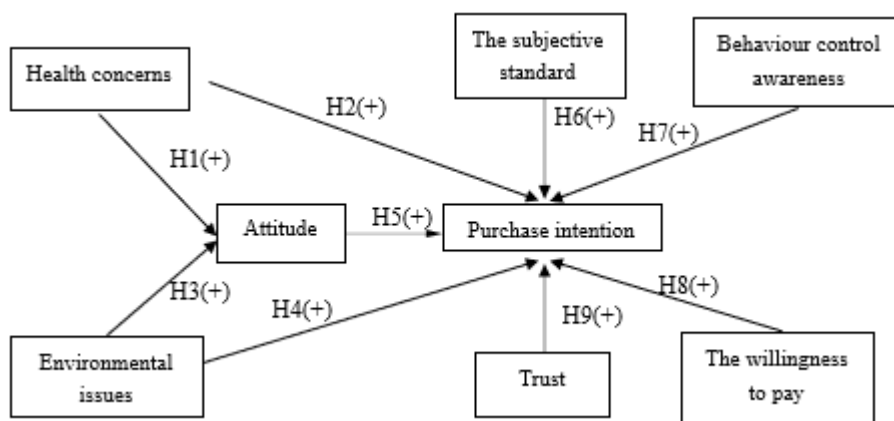 The subjective
standard
Behaviour control
awareness
Health concerns
H2(+)
H6(+)
H7(+)
H1(+)
Attitude
H5(+)
Purchase intention
H3(+)
H4(+)
H8(+)
H9(+)
Environmental
issues
Trust
The willingness
to pay